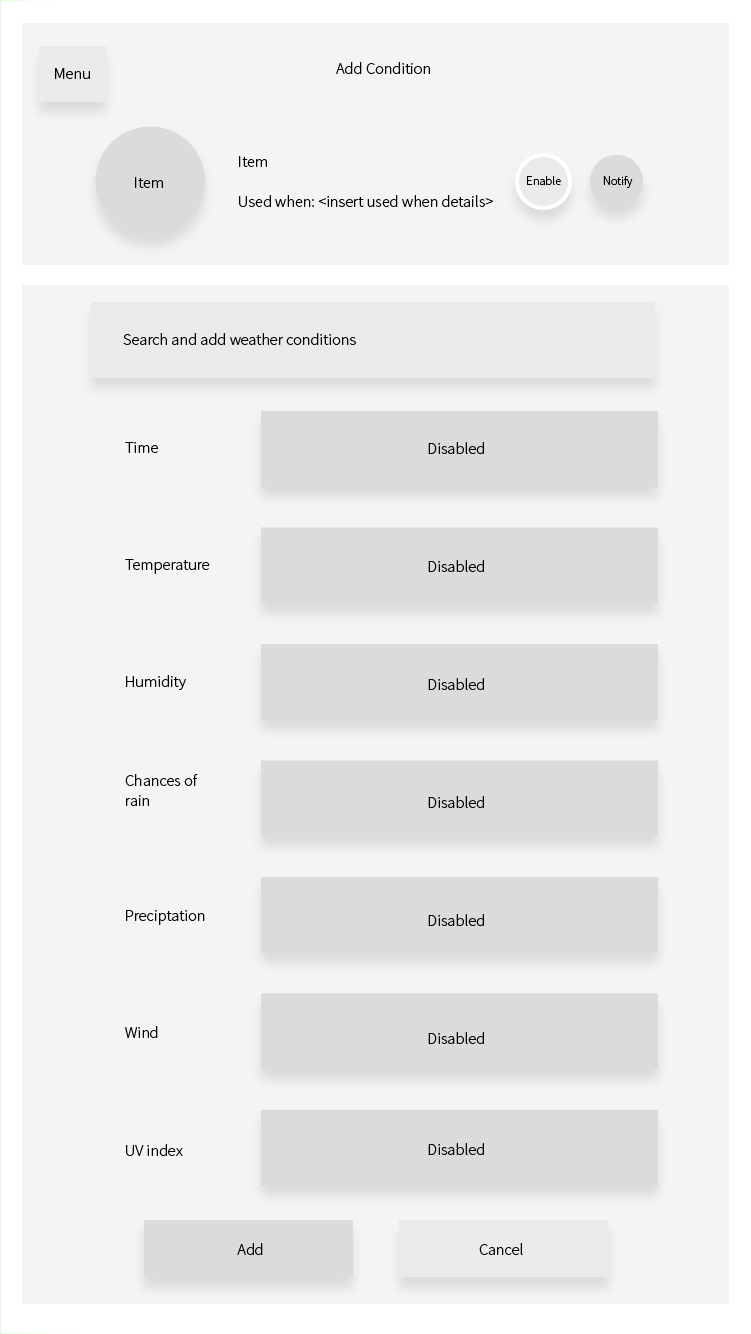 Menu
Add Condition
Item
Item
Used when: <insert used when details>
Enable
Notify
Search and add weather conditions
Time
Disabled
Temperature
Disabled
Humidity
Disabled
Chances of
rain
Disabled
Preciptation
Disabled
Wind
Disabled
UV index
Disabled
Add
Cancel